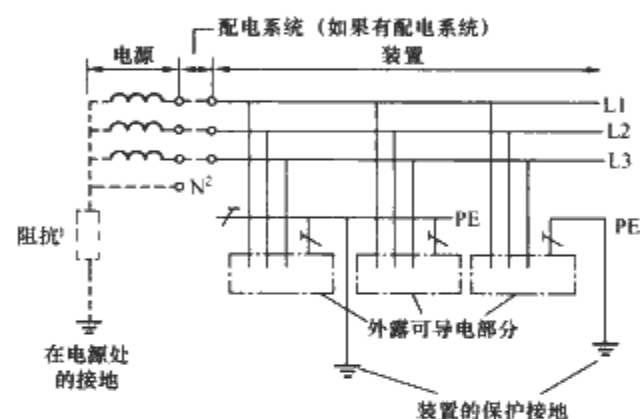 配电系统（如果有配电系统）
电源
装置
L1
L2
L3
N²
PE
PE
阻抗¹
外露可导电部分
在电源处
的接地
装置的保护接地